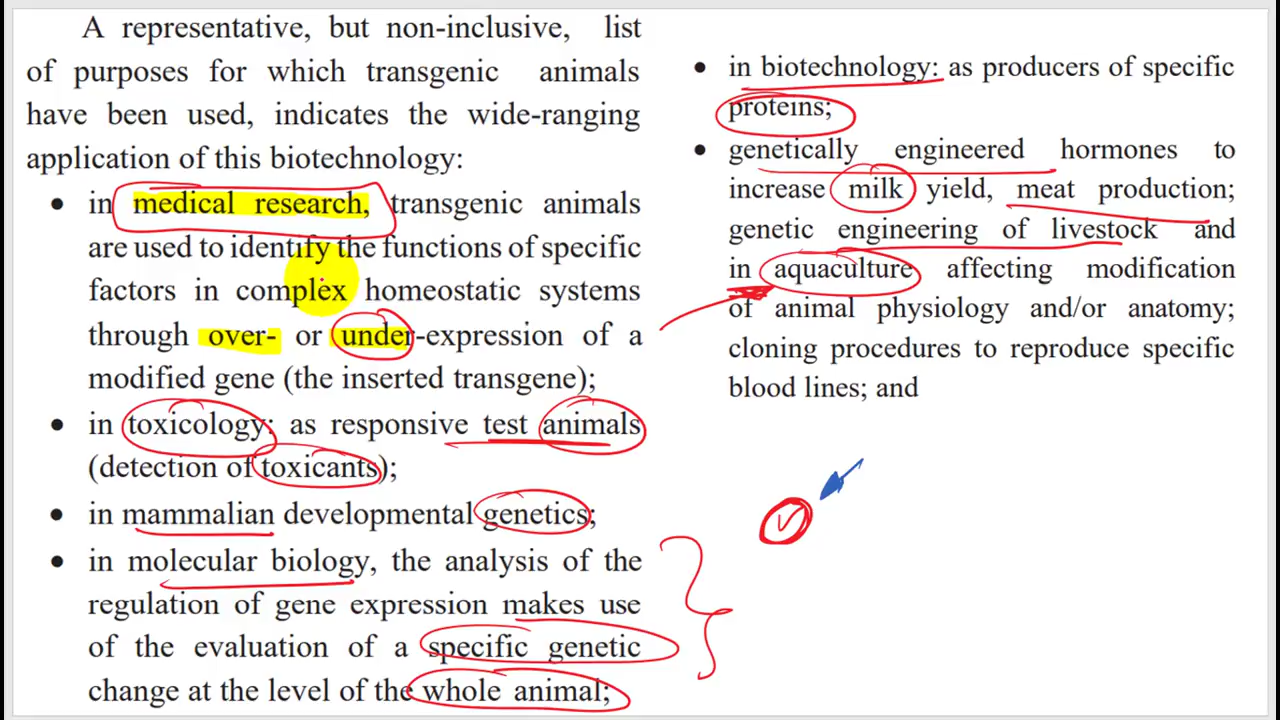 A representative, but non-inclusive, list
of purposes for which transgenic animals
have been used, indicates the wide-ranging
application of this biotechnology:
• in medical research, transgenic animals
are used to identify the functions of specific
factors in complex homeostatic systems
through over- or under-expression of a
modified gene (the inserted transgene);
• in toxicology: as responsive test animals
(detection of toxicants);
• in mammalian developmental genetics;
• in molecular biology, the analysis of the
regulation of gene expression makes use
of the evaluation of a specific genetic
change at the level of the whole animal;
• in biotechnology: as producers of specific
proteins;
• genetically engineered hormones to
increase milk yield, meat production;
genetic engineering of livestock and
in aquaculture affecting modification
of animal physiology and/or anatomy;
cloning procedures to reproduce specific
blood lines; and